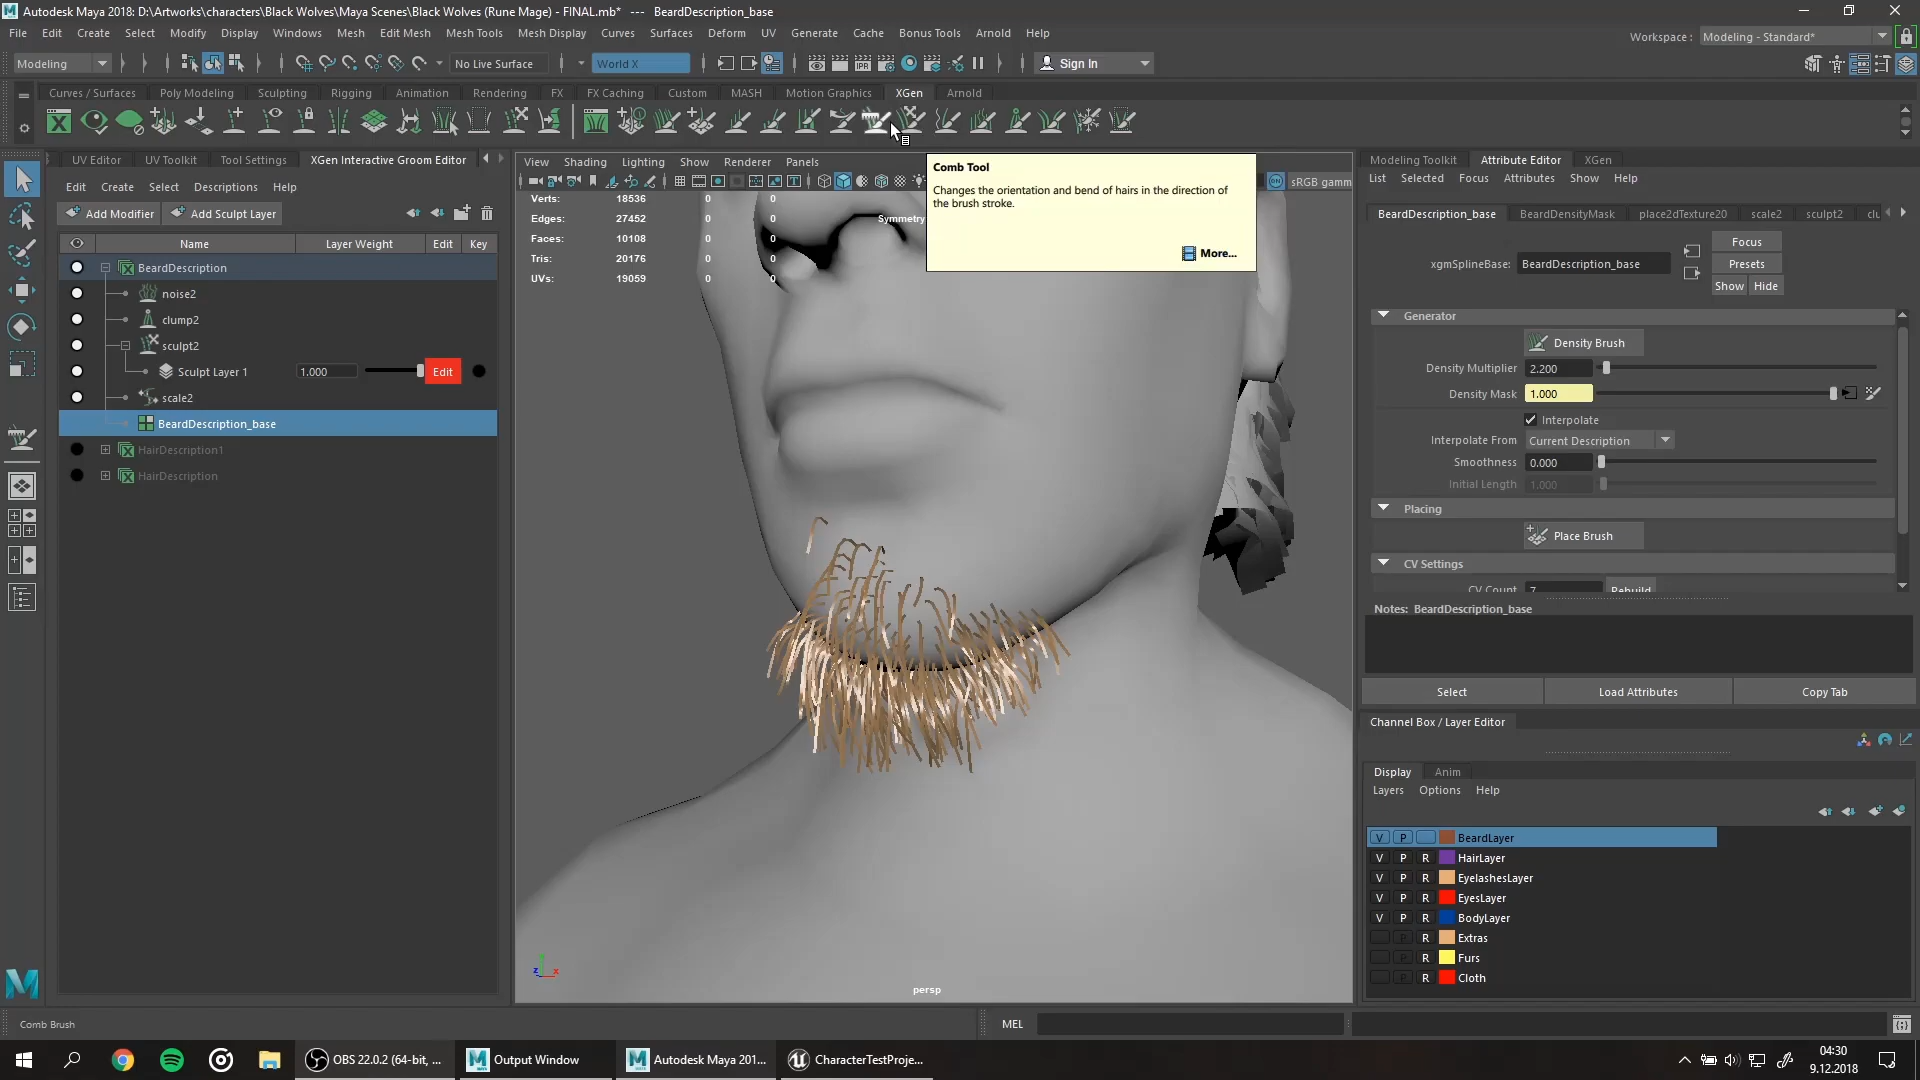 Autodesk Maya 2018: D:\Artworks\characters\Black Wolves\Maya Scenes\Black Wolves (Rune Mage) - FINAL.mb* --- BeardDescription_base
File Edit Create Select Modify Display Windows Mesh Edit Mesh Mesh Tools Mesh Display Curves Surfaces Deform UV Generate Cache Bonus Tools Arnold Help
Workspace : Modeling - Standard*
Modeling No Live Surface World X Sign In
Curves / Surfaces Poly Modeling Sculpting Rigging Animation Rendering FX FX Caching Custom MASH Motion Graphics XGen Arnold
UV Editor UV Toolkit Tool Settings XGen Interactive Groom Editor
Edit Create Select Descriptions Help
Add Modifier Add Sculpt Layer
Name Layer Weight Edit Key
BeardDescription
noise2
clump2
sculpt2
Sculpt Layer 1 1.000 Edit
scale2
BeardDescription_base
HairDescription1
HairDescription
View Shading Lighting Show Renderer Panels
sRGB gamm
Verts: 18536 0 0
Edges: 27452 0 0
Faces: 10108 0 0
Tris: 20176 0 0
UVs: 19059 0 0
Symmetry
Comb Tool
Changes the orientation and bend of hairs in the direction of
the brush stroke.
More...
persp
Modeling Toolkit Attribute Editor XGen
List Selected Focus Attributes Show Help
BeardDescription_base BeardDensityMask place2dTexture20 scale2 sculpt2 clu
Focus
xgmSplineBase: BeardDescription_base Presets
Show Hide
Generator
Density Brush
Density Multiplier 2.200
Density Mask 1.000
Interpolate
Interpolate From Current Description
Smoothness 0.000
Initial Length 1.000
Placing
Place Brush
CV Settings
CV Count 7 Rebuild
Notes: BeardDescription_base
Select Load Attributes Copy Tab
Channel Box / Layer Editor
Display Anim
Layers Options Help
V P BeardLayer
V P R HairLayer
V P R EyelashesLayer
V P R EyesLayer
V P R BodyLayer
P R Extras
P R Furs
P R Cloth
Comb Brush
MEL
OBS 22.0.2 (64-bit, ... Output Window Autodesk Maya 201... CharacterTestProje...
04:30
9.12.2018